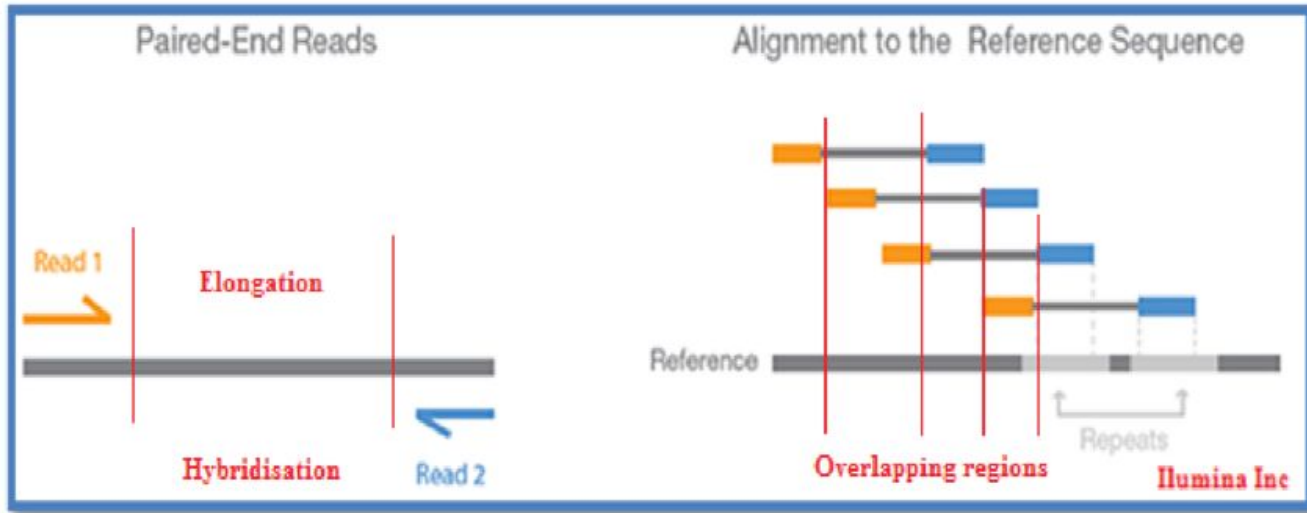 Paired-End Reads
Read 1
Elongation
Hybridisation
Read 2
Alignment to the Reference Sequence
Reference
Repeats
Overlapping regions
Ilumina Inc